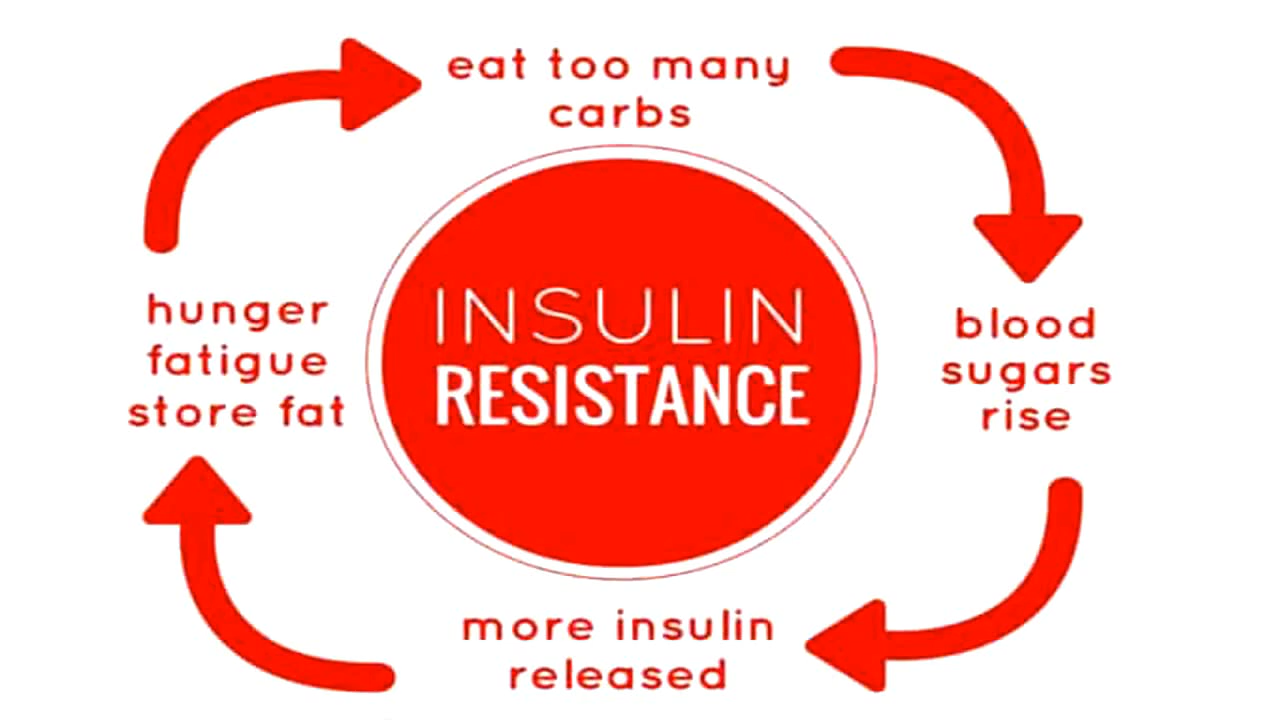 eat too many
carbs
blood
sugars
rise
more insulin
released
hunger
fatigue
store fat
INSULIN
RESISTANCE